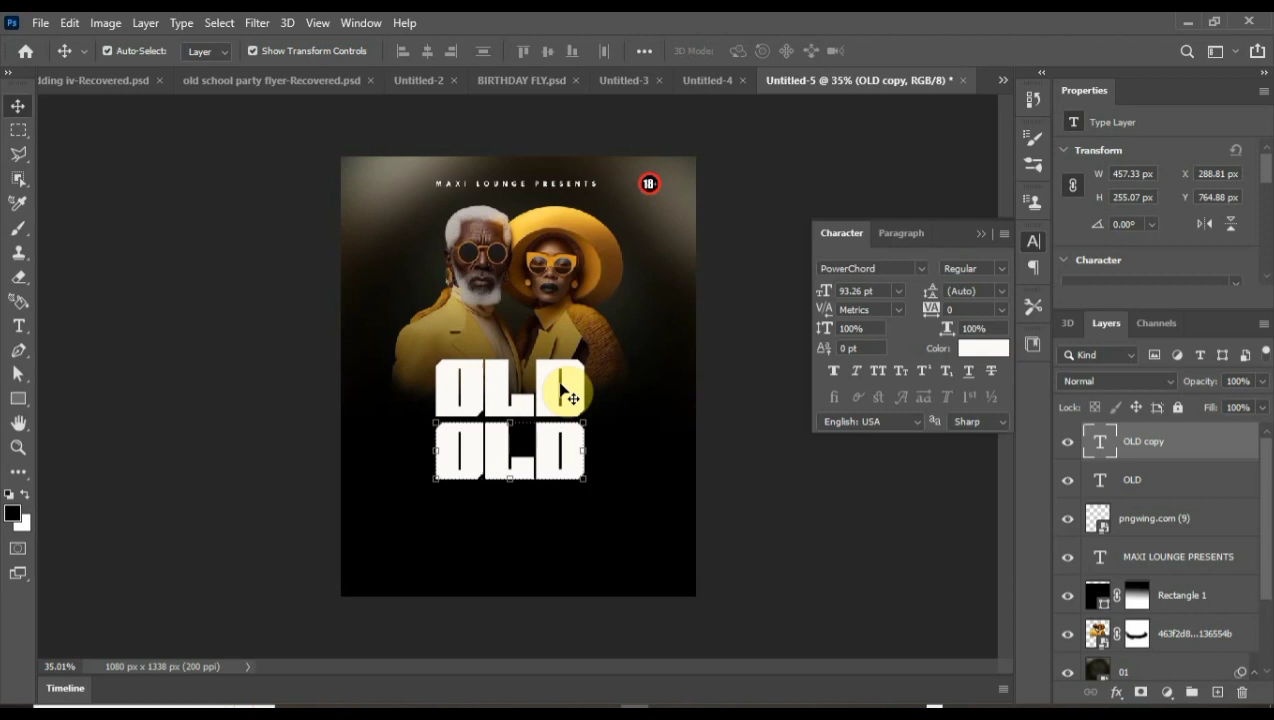 Ps File Edit Image Layer Type Select Filter 3D View Window Help
Auto-Select: Layer Show Transform Controls 3D Mode:
dding iv-Recovered.psd × old school party flyer-Recovered.psd × Untitled-2 × BIRTHDAY FLY.psd × Untitled-3 × Untitled-4 × Untitled-5 @ 35% (OLD copy, RGB/8) * ×
Properties
T Type Layer
Transform
W 457.33 px X 288.81 px
H 255.07 px Y 764.88 px
0.00°
Character
MAXI LOUNGE PRESENTS 18+
OLD
OLD
Character Paragraph
PowerChord Regular
93.26 pt (Auto)
Metrics 0
100% 100%
0 pt Color:
English: USA Sharp
3D Layers Channels
Kind
Normal Opacity: 100%
Lock: Fill: 100%
OLD copy
OLD
pngwing.com (9)
MAXI LOUNGE PRESENTS
Rectangle 1
463f2d8...136554b
01
35.01% 1080 px x 1338 px (200 ppi)
Timeline